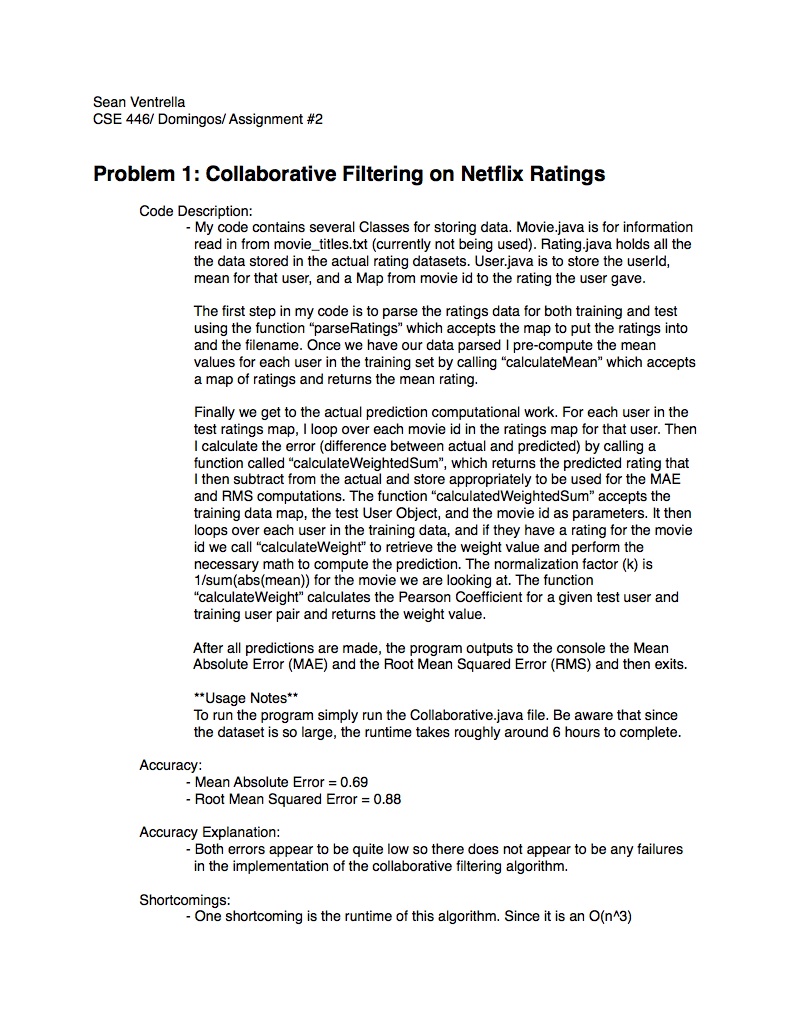 Sean Ventrella
CSE 446/ Domingos/ Assignment #2
Problem 1: Collaborative Filtering on Netflix Ratings
Code Description:
- My code contains several Classes for storing data. Movie.java is for information
read in from movie_titles.txt (currently not being used). Rating.java holds all the
the data stored in the actual rating datasets. User.java is to store the userId,
mean for that user, and a Map from movie id to the rating the user gave.
The first step in my code is to parse the ratings data for both training and test
using the function “parseRatings” which accepts the map to put the ratings into
and the filename. Once we have our data parsed I pre-compute the mean
values for each user in the training set by calling “calculateMean” which accepts
a map of ratings and returns the mean rating.
Finally we get to the actual prediction computational work. For each user in the
test ratings map, I loop over each movie id in the ratings map for that user. Then
I calculate the error (difference between actual and predicted) by calling a
function called “calculateWeightedSum”, which returns the predicted rating that
I then subtract from the actual and store appropriately to be used for the MAE
and RMS computations. The function “calculatedWeightedSum” accepts the
training data map, the test User Object, and the movie id as parameters. It then
loops over each user in the training data, and if they have a rating for the movie
id we call “calculateWeight” to retrieve the weight value and perform the
necessary math to compute the prediction. The normalization factor (k) is
1/sum(abs(mean)) for the movie we are looking at. The function
“calculateWeight” calculates the Pearson Coefficient for a given test user and
training user pair and returns the weight value.
After all predictions are made, the program outputs to the console the Mean
Absolute Error (MAE) and the Root Mean Squared Error (RMS) and then exits.
**Usage Notes**
To run the program simply run the Collaborative.java file. Be aware that since
the dataset is so large, the runtime takes roughly around 6 hours to complete.
Accuracy:
- Mean Absolute Error = 0.69
- Root Mean Squared Error = 0.88
Accuracy Explanation:
- Both errors appear to be quite low so there does not appear to be any failures
in the implementation of the collaborative filtering algorithm.
Shortcomings:
- One shortcoming is the runtime of this algorithm. Since it is an O(n^3)